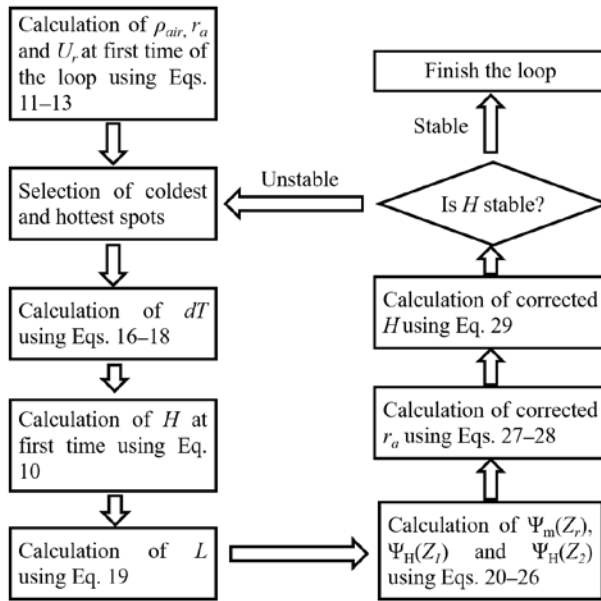 Calculation of ρair, ra
and Ur at first time of
the loop using Eqs.
11–13
Selection of coldest
and hottest spots
Calculation of dT
using Eqs. 16–18
Calculation of H at
first time using Eq.
10
Calculation of L
using Eq. 19
Calculation of Ψm(Zr),
ΨH(Z1) and ΨH(Z2)
using Eqs. 20–26
Calculation of corrected
ra using Eqs. 27–28
Calculation of corrected
H using Eq. 29
Is H stable?
Unstable
Stable
Finish the loop